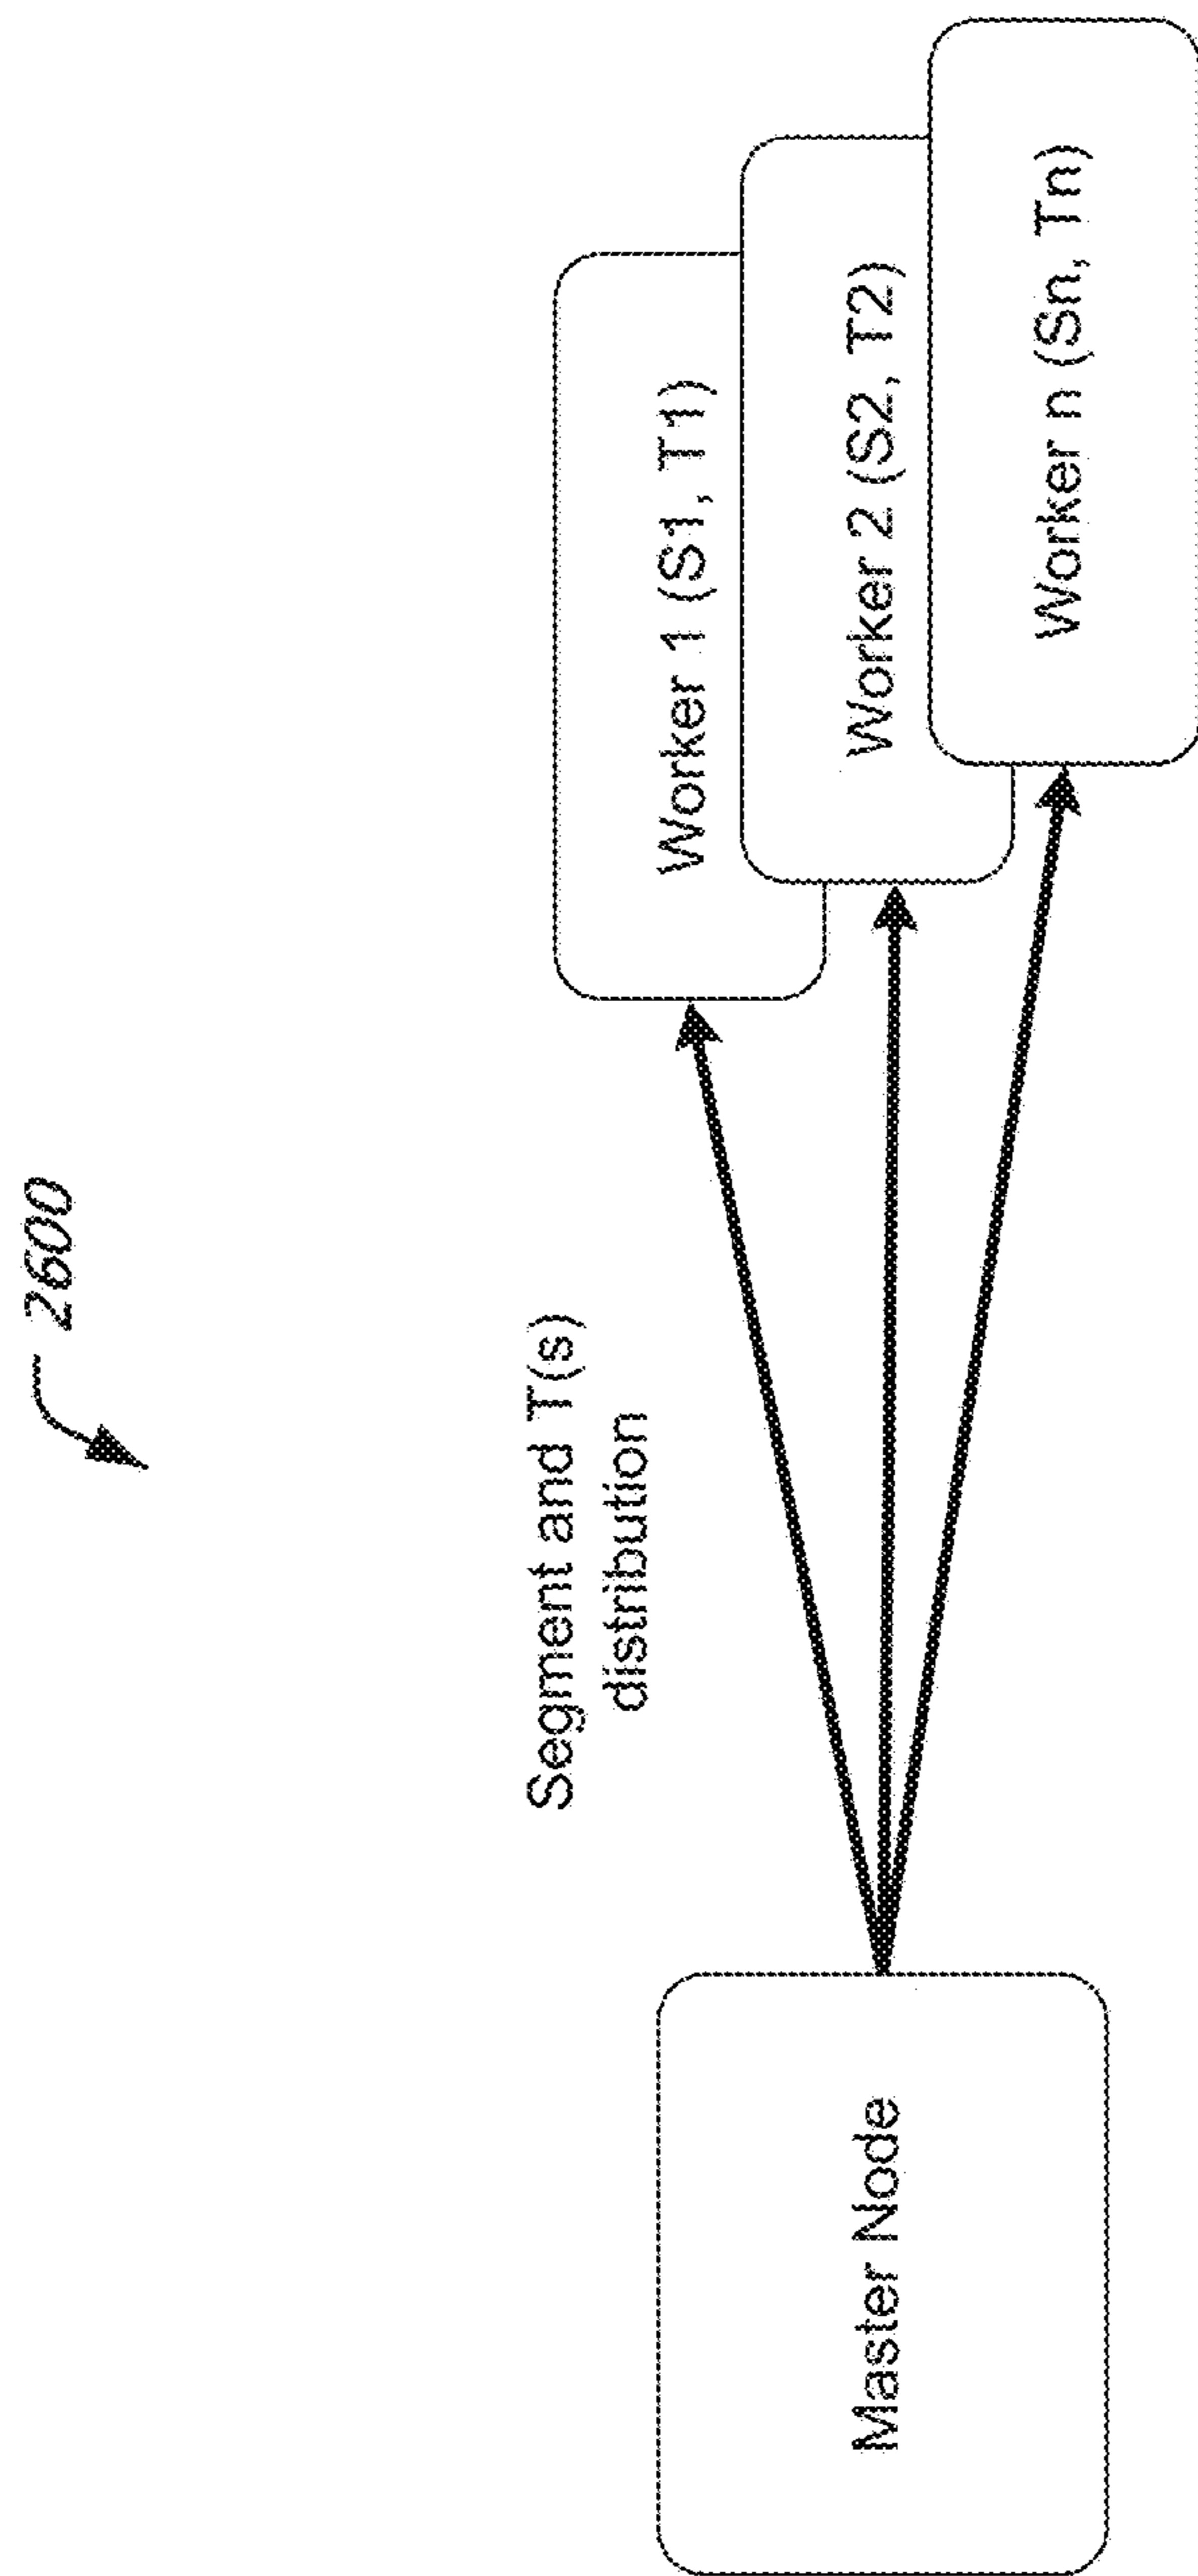 2600
Segment and T(s)
distribution
Master Node
Worker 1 (S1, T1)
Worker 2 (S2, T2)
Worker n (Sn, Tn)